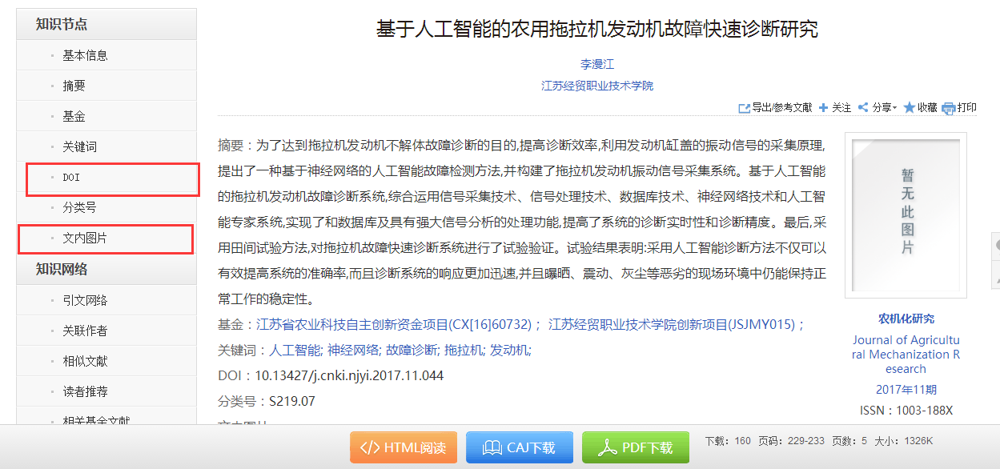 知识节点
基本信息
摘要
基金
关键词
DOI
分类号
文内图片
知识网络
引文网络
关联作者
相似文献
读者推荐
相关基金文献
基于人工智能的农用拖拉机发动机故障快速诊断研究
李漫江
江苏经贸职业技术学院
导出/参考文献 关注 分享 收藏 打印
摘要：为了达到拖拉机发动机不解体故障诊断的目的,提高诊断效率,利用发动机缸盖的振动信号的采集原理,
提出了一种基于神经网络的人工智能故障检测方法,并构建了拖拉机发动机振动信号采集系统。基于人工智能
的拖拉机发动机故障诊断系统,综合运用信号采集技术、信号处理技术、数据库技术、神经网络技术和人工智
能专家系统,实现了和数据库及具有强大信号分析的处理功能,提高了系统的诊断实时性和诊断精度。最后,采
用田间试验方法,对拖拉机故障快速诊断系统进行了试验验证。试验结果表明:采用人工智能诊断方法不仅可以
有效提高系统的准确率,而且诊断系统的响应更加迅速,并且曝晒、震动、灰尘等恶劣的现场环境中仍能保持正
常工作的稳定性。
基金：江苏省农业科技自主创新资金项目(CX[16]60732)； 江苏经贸职业技术学院创新项目(JSJMY015)；
关键词：人工智能; 神经网络; 故障诊断; 拖拉机; 发动机;
DOI：10.13427/j.cnki.njyi.2017.11.044
分类号：S219.07
文内图片
暂无此图片
农机化研究
Journal of Agricultu
ral Mechanization R
esearch
2017年11期
ISSN：1003-188X
HTML阅读 CAJ下载 PDF下载 下载：160 页码：229-233 页数：5 大小：1326K